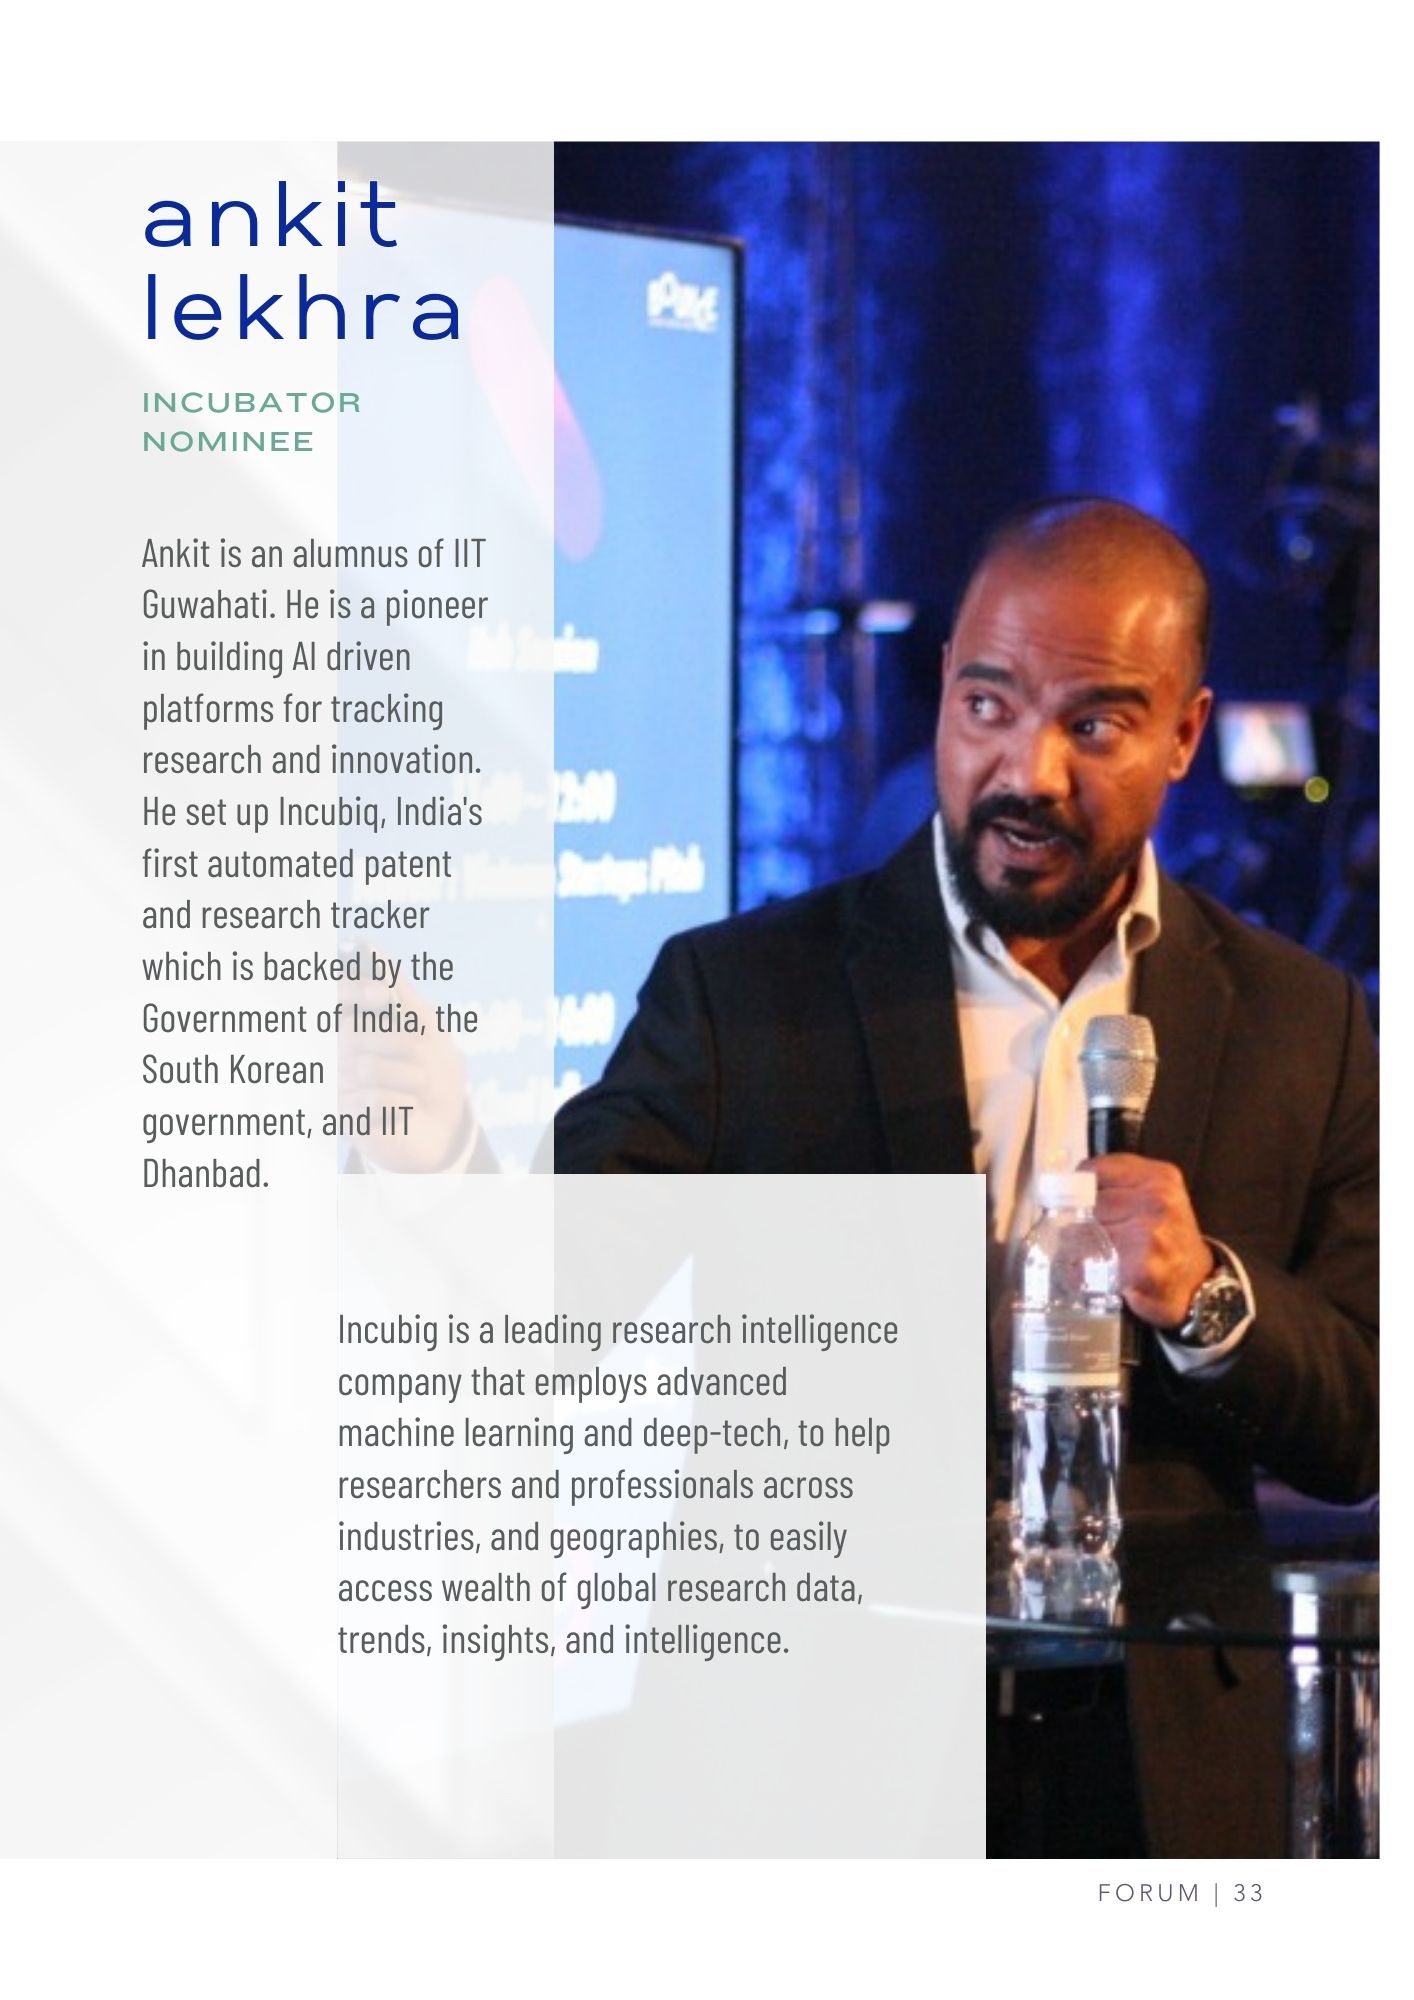 ankit
lekhra
INCUBATOR
NOMINEE
Ankit is an alumnus of IIT
Guwahati. He is a pioneer
in building AI driven
platforms for tracking
research and innovation.
He set up Incubiq, India's
first automated patent
and research tracker
which is backed by the
Government of India, the
South Korean
government, and IIT
Dhanbad.
Startups Pitch
Incubig is a leading research intelligence
company that employs advanced
machine learning and deep-tech, to help
researchers and professionals across
industries, and geographies, to easily
access wealth of global research data,
trends, insights, and intelligence.
FORUM | 33